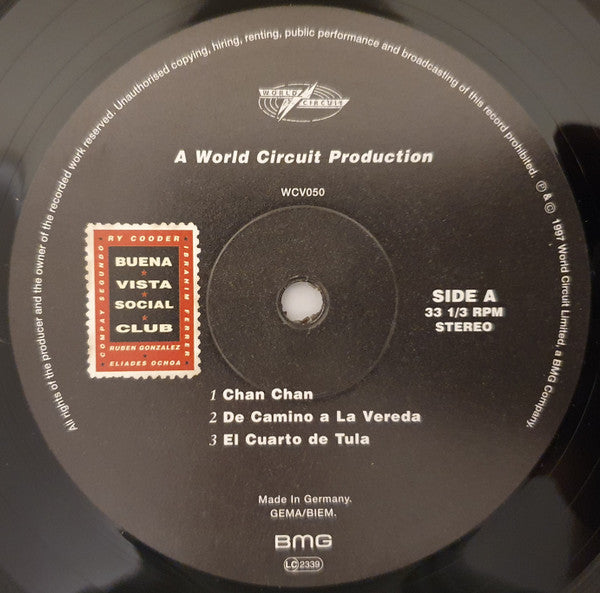 All rights of the producer and the owner of the recorded work reserved. Unauthorised copying, hiring, renting, public performance and broadcasting of this record prohibited. ℗ & © 1997 World Circuit Limited, a BMG Company.
WORLD
CIRCUIT
A World Circuit Production
WCV050
COMPAY SEGUNDO · RY COODER · IBRAHIM FERRER
BUENA
VISTA
SOCIAL
CLUB
RUBEN GONZALEZ
ELIADES OCHOA
SIDE A
33 1/3 RPM
STEREO
1 Chan Chan
2 De Camino a La Vereda
3 El Cuarto de Tula
Made In Germany.
GEMA/BIEM.
BMG
LC 2339